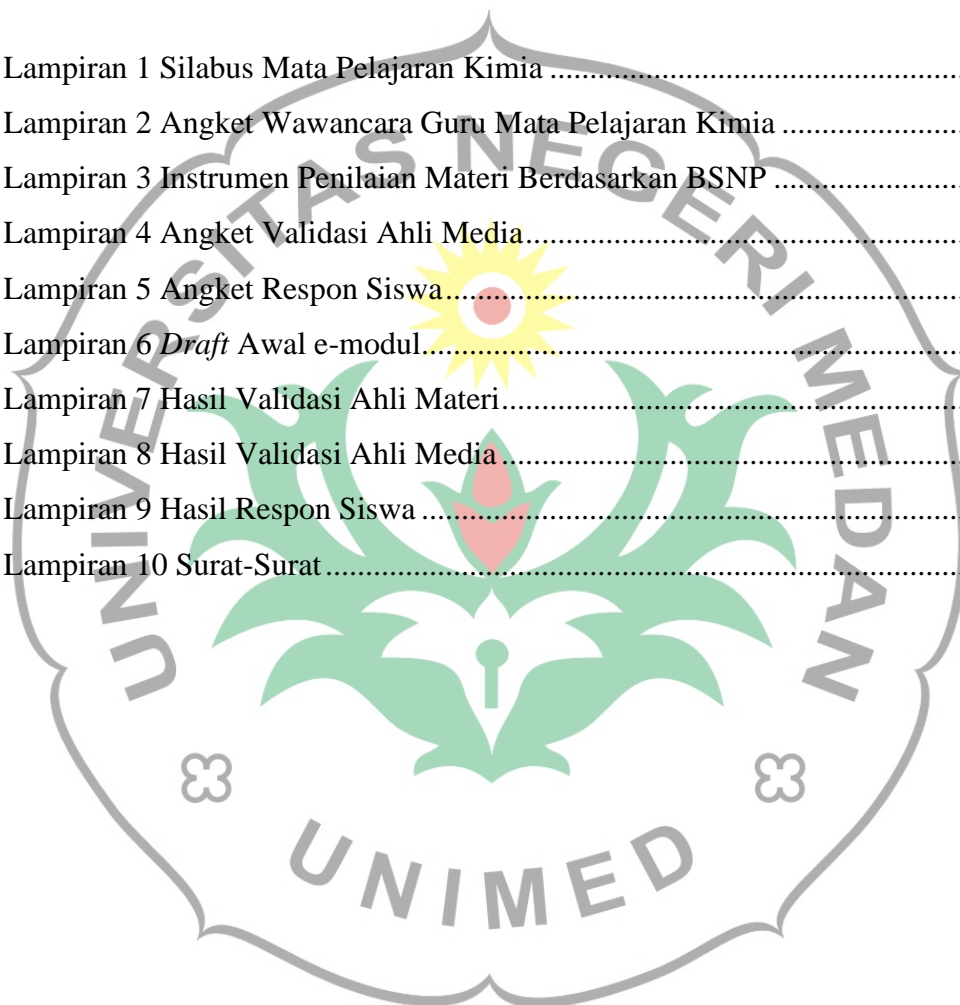 Lampiran 1 Silabus Mata Pelajaran Kimia ....................................................
Lampiran 2 Angket Wawancara Guru Mata Pelajaran Kimia .......................
Lampiran 3 Instrumen Penilaian Materi Berdasarkan BSNP ........................
Lampiran 4 Angket Validasi Ahli Media.......................................................
Lampiran 5 Angket Respon Siswa.................................................................
Lampiran 6 Draft Awal e-modul....................................................................
Lampiran 7 Hasil Validasi Ahli Materi..........................................................
Lampiran 8 Hasil Validasi Ahli Media ..........................................................
Lampiran 9 Hasil Respon Siswa ....................................................................
Lampiran 10 Surat-Surat................................................................................
UNIVERSITAS NEGERI MEDAN
UNIMED